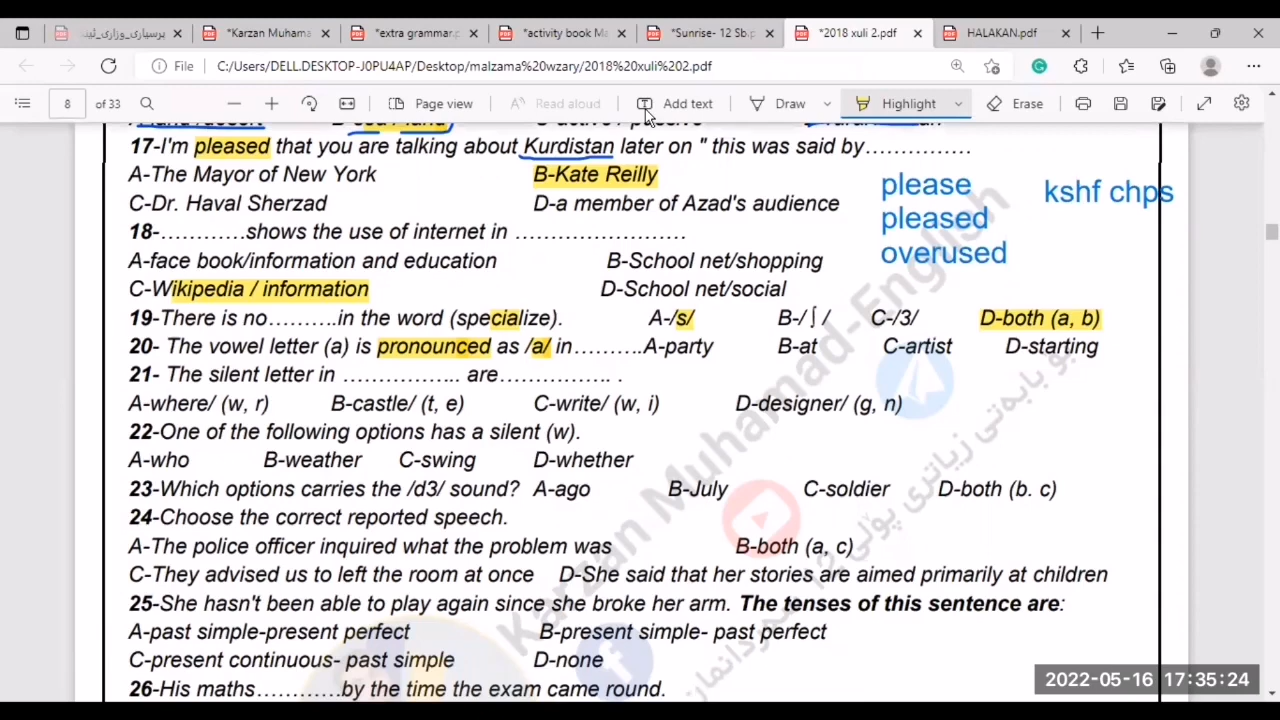 پرسیاری_وزاری_ئینگ
*Karzan Muhama
*extra grammar.p
*activity book Ma
*Sunrise- 12 Sb.p
*2018 xuli 2.pdf
HALAKAN.pdf
File C:/Users/DELL.DESKTOP-J0PU4AP/Desktop/malzama%20wzary/2018%20xuli%202.pdf
8 of 33 Page view Read aloud Add text Draw Highlight Erase
17-I'm pleased that you are talking about Kurdistan later on " this was said by……………
A-The Mayor of New York B-Kate Reilly
C-Dr. Haval Sherzad D-a member of Azad's audience
please
pleased
overused
kshf chps
18-………….shows the use of internet in ……………………
A-face book/information and education B-School net/shopping
C-Wikipedia / information D-School net/social
19-There is no……….in the word (specialize). A-/s/ B-/ ʃ / C-/3/ D-both (a, b)
20- The vowel letter (a) is pronounced as /a/ in……….A-party B-at C-artist D-starting
21- The silent letter in …………….. are…………….. .
A-where/ (w, r) B-castle/ (t, e) C-write/ (w, i) D-designer/ (g, n)
22-One of the following options has a silent (w).
A-who B-weather C-swing D-whether
23-Which options carries the /d3/ sound? A-ago B-July C-soldier D-both (b. c)
24-Choose the correct reported speech.
A-The police officer inquired what the problem was B-both (a, c)
C-They advised us to left the room at once D-She said that her stories are aimed primarily at children
25-She hasn't been able to play again since she broke her arm. The tenses of this sentence are:
A-past simple-present perfect B-present simple- past perfect
C-present continuous- past simple D-none
26-His maths…………by the time the exam came round.
Karzan Muhamad-English
بۆ بابەتی زیاتری پۆلی 12
2022-05-16 17:35:24